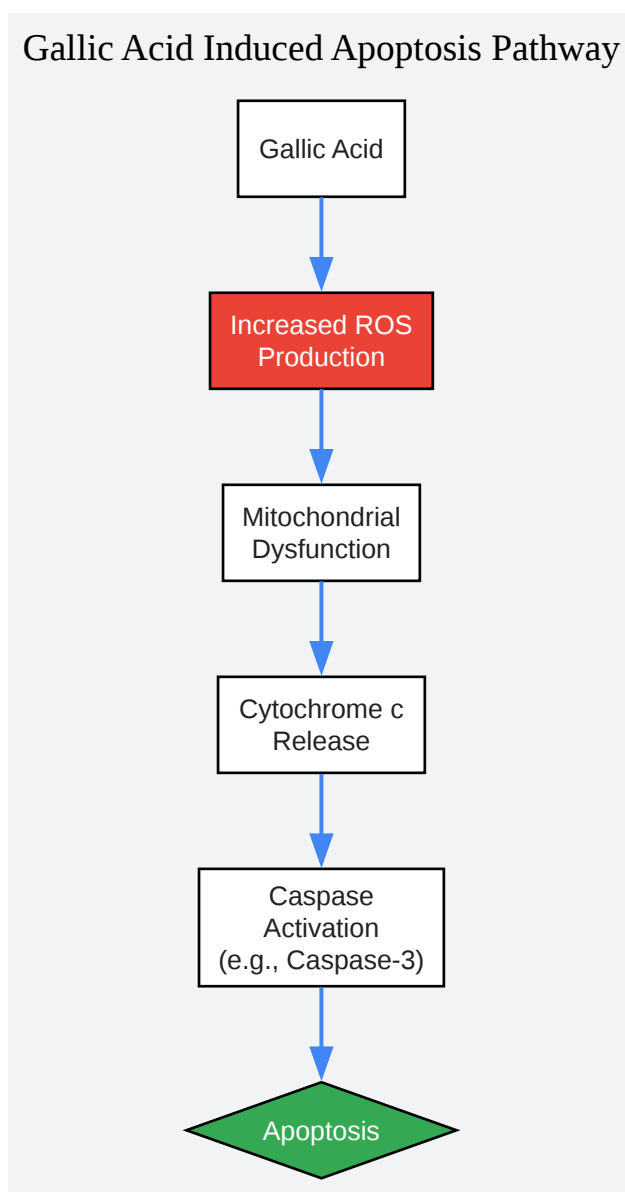 Gallic Acid Induced Apoptosis Pathway
Gallic Acid
Increased ROS
Production
Mitochondrial
Dysfunction
Cytochrome c
Release
Caspase
Activation
(e.g., Caspase-3)
Apoptosis